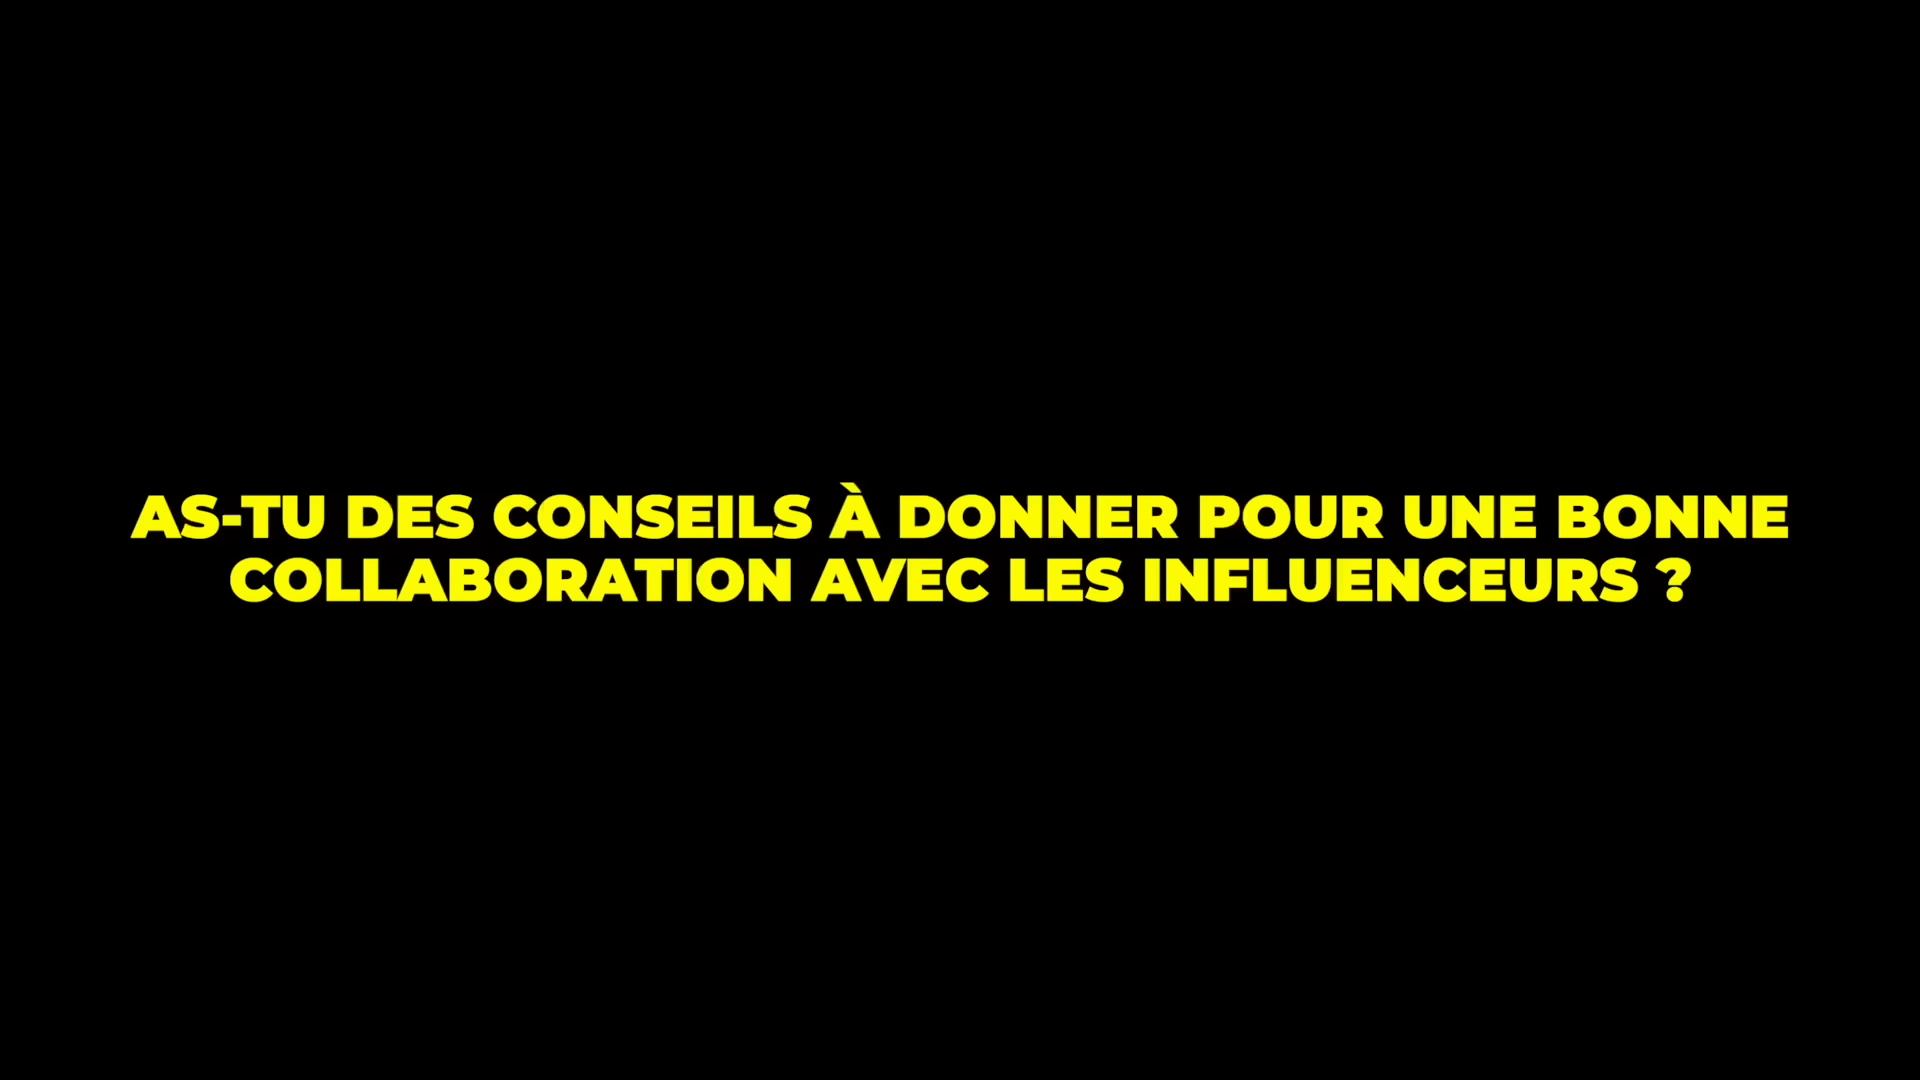 AS-TU DES CONSEILS À DONNER POUR UNE BONNE
COLLABORATION AVEC LES INFLUENCEURS ?